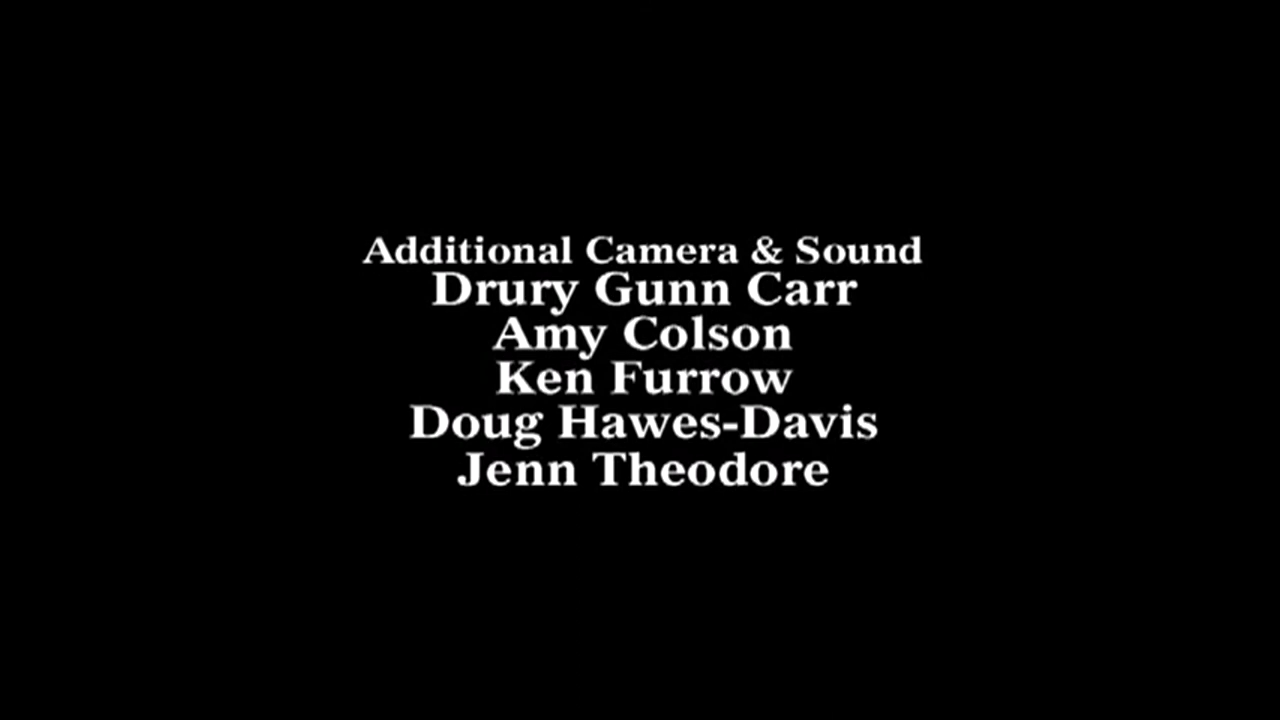 Additional Camera & Sound
Drury Gunn Carr
Amy Colson
Ken Furrow
Doug Hawes-Davis
Jenn Theodore